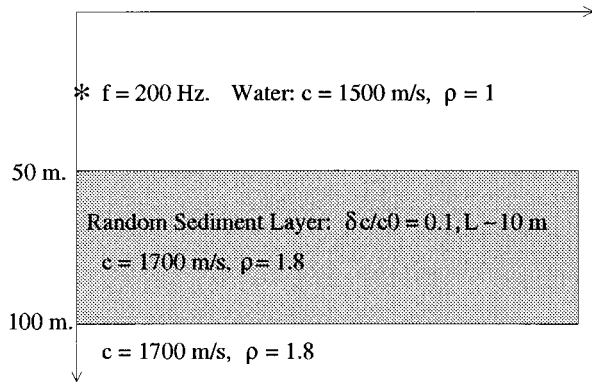 * f = 200 Hz. Water: c = 1500 m/s, ρ = 1
50 m.
Random Sediment Layer: δc/c0 = 0.1, L ~ 10 m
c = 1700 m/s, ρ = 1.8
100 m.
c = 1700 m/s, ρ = 1.8